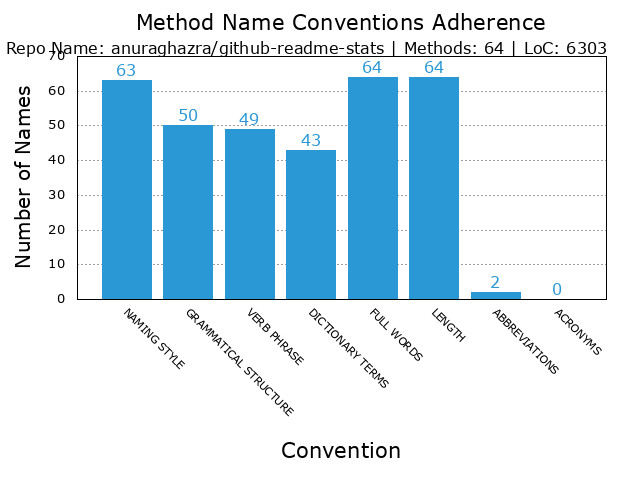 Method Name Conventions Adherence
Repo Name: anuraghazra/github-readme-stats | Methods: 64 | LoC: 6303
Number of Names
70
60
50
40
30
20
10
0
63
50
49
43
64
64
2
0
NAMING STYLE
GRAMMATICAL STRUCTURE
VERB PHRASE
DICTIONARY TERMS
FULL WORDS
LENGTH
ABBREVIATIONS
ACRONYMS
Convention